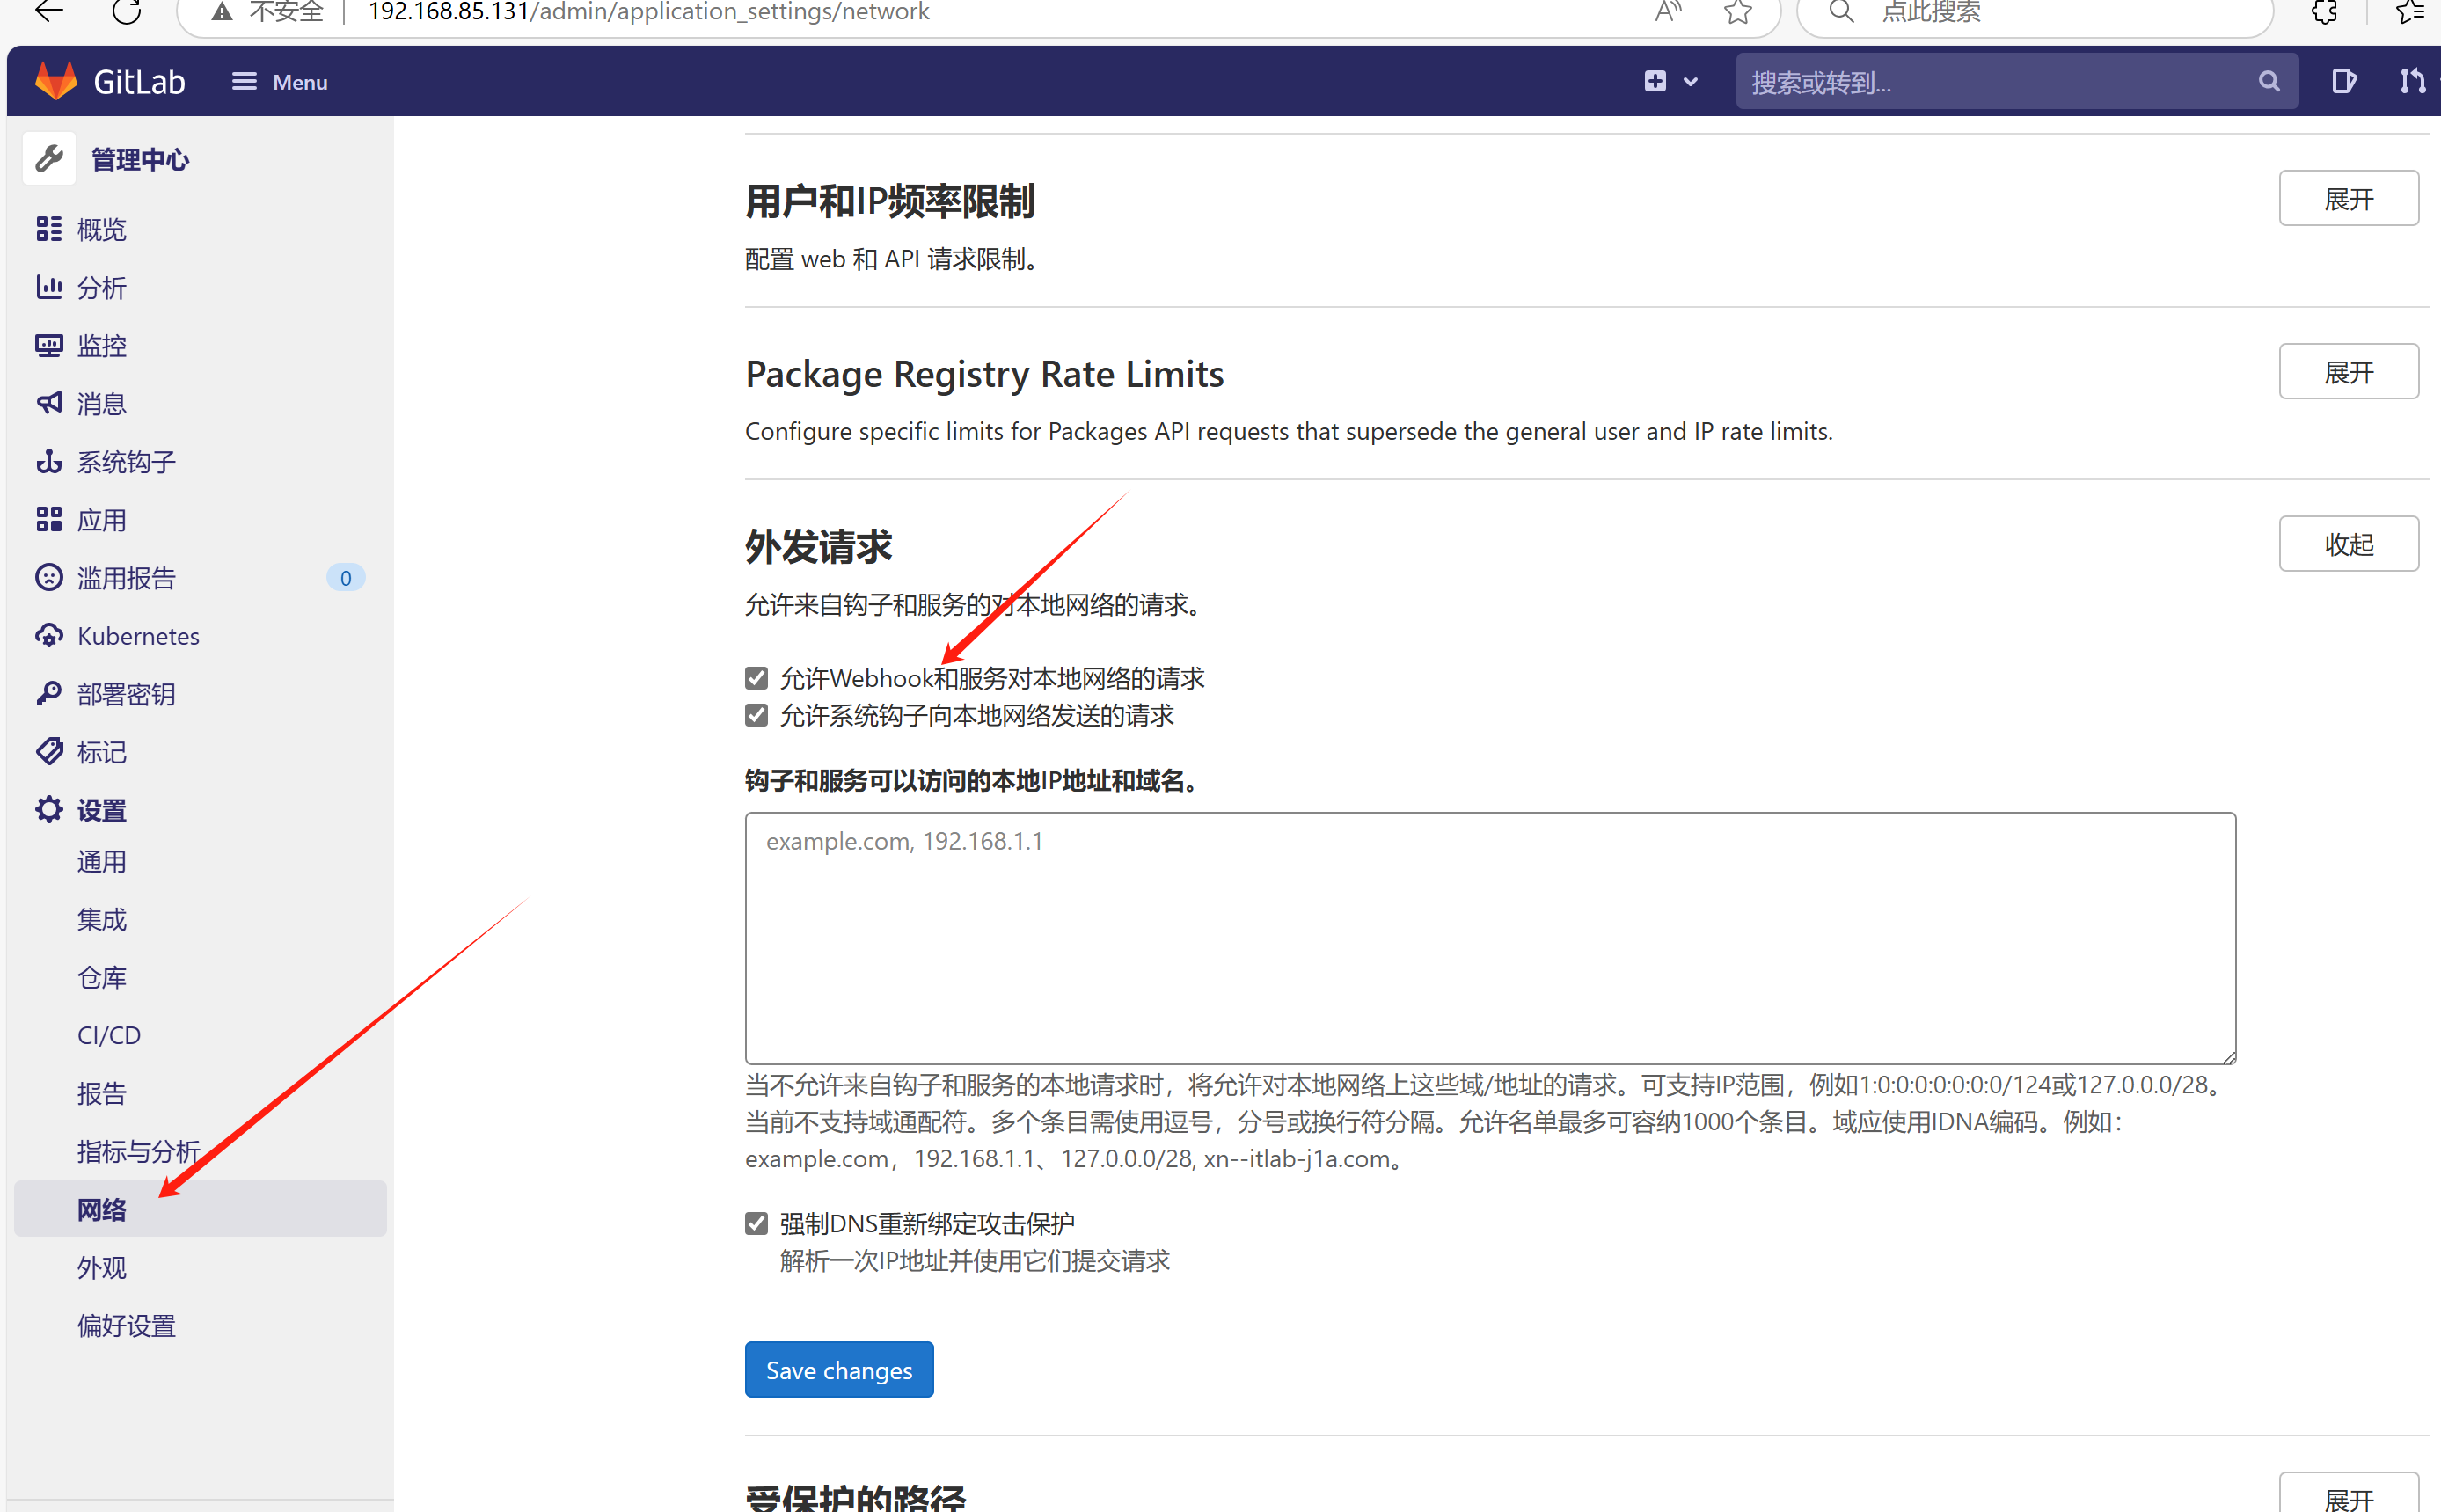 不安全 192.168.85.131/admin/application_settings/network
点此搜索
GitLab Menu
搜索或转到...
管理中心
概览
分析
监控
消息
系统钩子
应用
滥用报告 0
Kubernetes
部署密钥
标记
设置
通用
集成
仓库
CI/CD
报告
指标与分析
网络
外观
偏好设置
用户和IP频率限制
展开
配置 web 和 API 请求限制。
Package Registry Rate Limits
展开
Configure specific limits for Packages API requests that supersede the general user and IP rate limits.
外发请求
收起
允许来自钩子和服务的对本地网络的请求。
允许Webhook和服务对本地网络的请求
允许系统钩子向本地网络发送的请求
钩子和服务可以访问的本地IP地址和域名。
example.com, 192.168.1.1
当不允许来自钩子和服务的本地请求时，将允许对本地网络上这些域/地址的请求。可支持IP范围，例如1:0:0:0:0:0:0:0/124或127.0.0.0/28。
当前不支持域通配符。多个条目需使用逗号，分号或换行符分隔。允许名单最多可容纳1000个条目。域应使用IDNA编码。例如：
example.com，192.168.1.1、127.0.0.0/28, xn--itlab-j1a.com。
强制DNS重新绑定攻击保护
解析一次IP地址并使用它们提交请求
Save changes
受保护的路径
展开